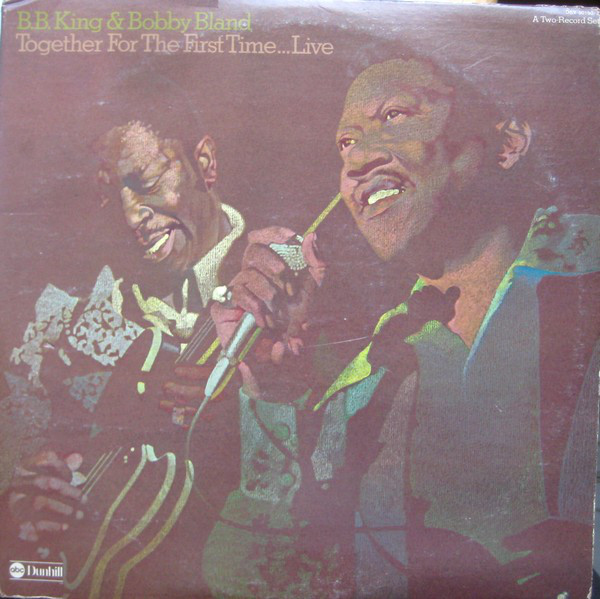 B.B. King & Bobby Bland
Together For The First Time...Live
A Two-Record Set
abc Dunhill